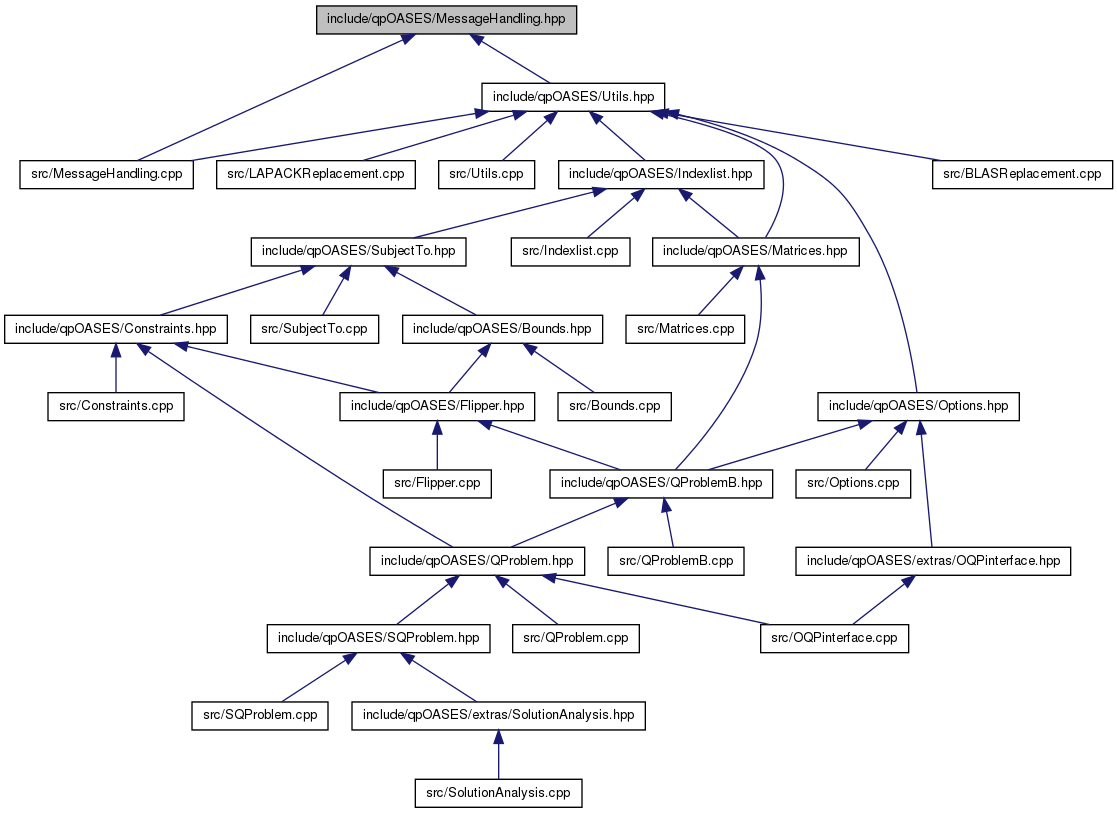 include/qpOASES/MessageHandling.hpp
include/qpOASES/Utils.hpp
src/MessageHandling.cpp
src/LAPACKReplacement.cpp
src/Utils.cpp
include/qpOASES/Indexlist.hpp
src/BLASReplacement.cpp
include/qpOASES/SubjectTo.hpp
src/Indexlist.cpp
include/qpOASES/Matrices.hpp
include/qpOASES/Constraints.hpp
src/SubjectTo.cpp
include/qpOASES/Bounds.hpp
src/Matrices.cpp
src/Constraints.cpp
include/qpOASES/Flipper.hpp
src/Bounds.cpp
include/qpOASES/Options.hpp
src/Flipper.cpp
include/qpOASES/QProblemB.hpp
src/Options.cpp
include/qpOASES/QProblem.hpp
src/QProblemB.cpp
include/qpOASES/extras/OQPinterface.hpp
include/qpOASES/SQProblem.hpp
src/QProblem.cpp
src/OQPinterface.cpp
src/SQProblem.cpp
include/qpOASES/extras/SolutionAnalysis.hpp
src/SolutionAnalysis.cpp